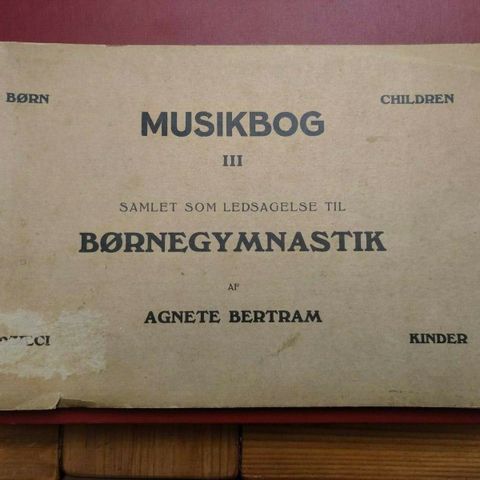 BØRN CHILDREN
MUSIKBOG
III
SAMLET SOM LEDSAGELSE TIL
BØRNEGYMNASTIK
AF
AGNETE BERTRAM
KINDER